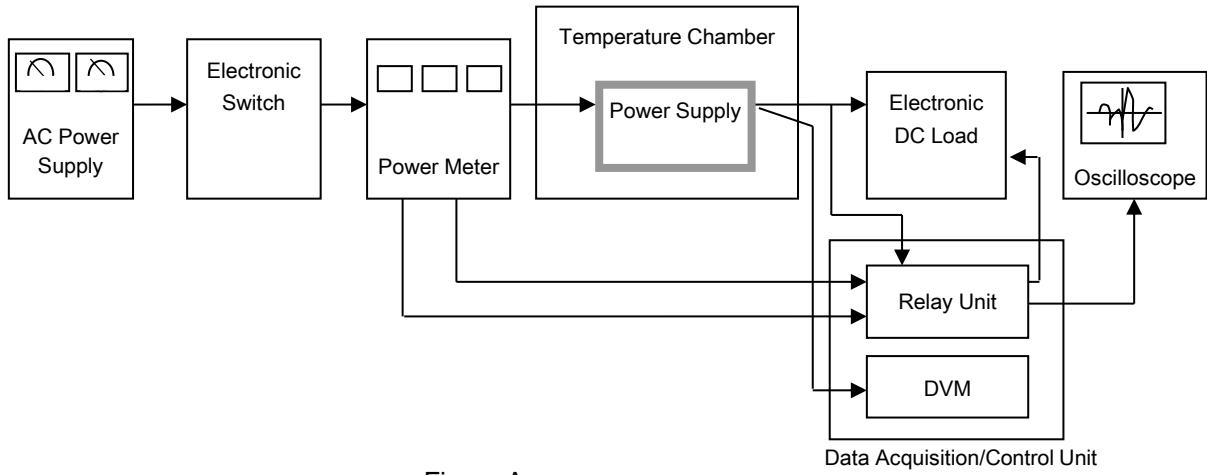 Temperature Chamber
AC Power
Supply
Electronic
Switch
Power Meter
Power Supply
Electronic
DC Load
Oscilloscope
Relay Unit
DVM
Data Acquisition/Control Unit